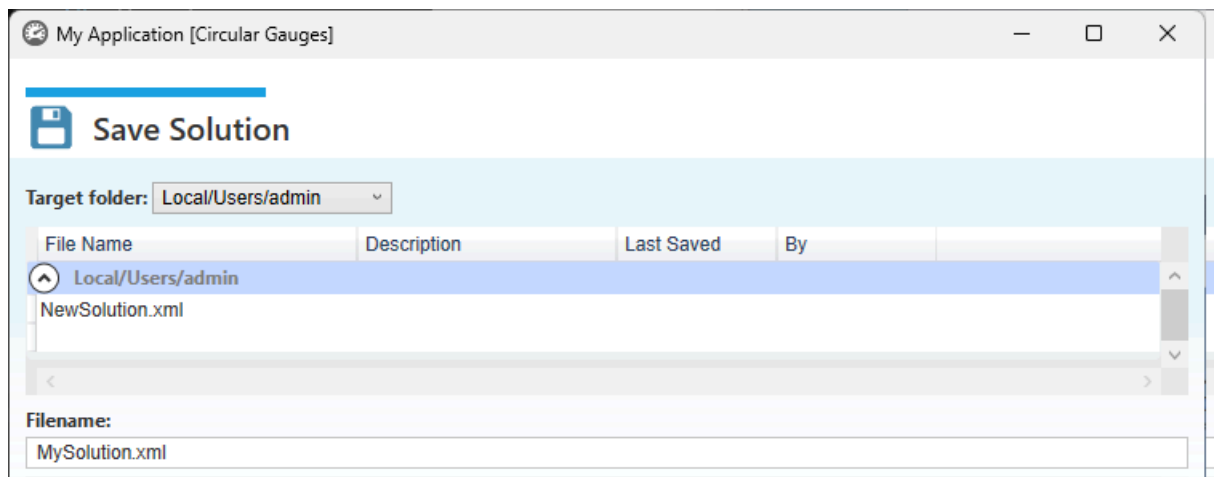 My Application [Circular Gauges]
Save Solution
Target folder: Local/Users/admin
File Name Description Last Saved By
Local/Users/admin
NewSolution.xml
Filename:
MySolution.xml